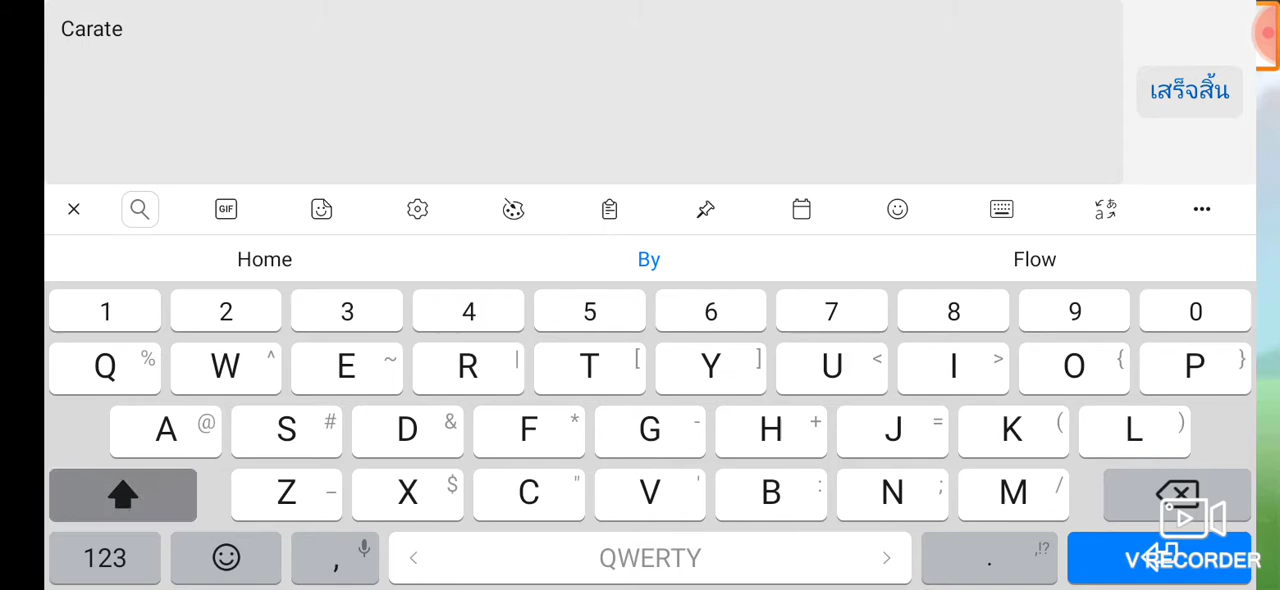 Carate
เสร็จสิ้น
GIF
Home By Flow
1 2 3 4 5 6 7 8 9 0
Q % W ^ E ~ R | T [ Y ] U < I > O { P }
A @ S # D & F * G - H + J = K ( L )
Z _ X $ C " V ' B : N ; M /
123 , < QWERTY > . ,!?
V RECORDER